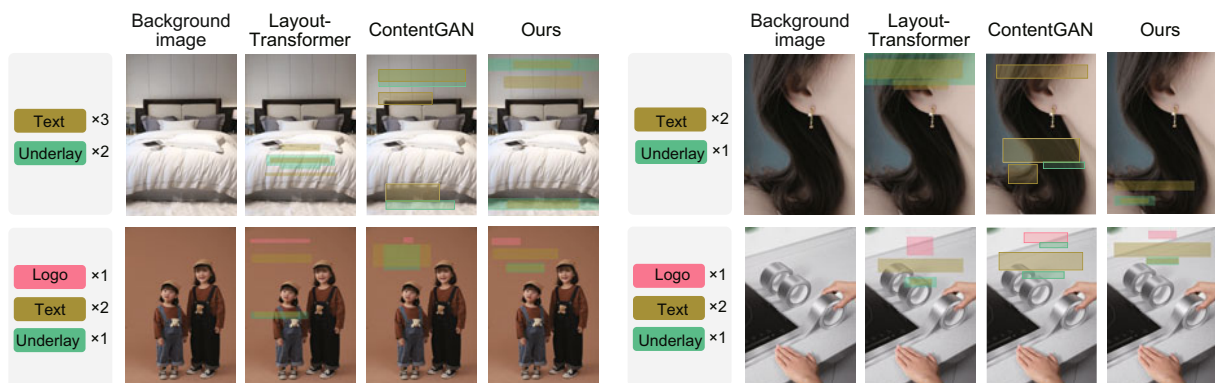 Background image
Layout-Transformer
ContentGAN
Ours
Background image
Layout-Transformer
ContentGAN
Ours
Text ×3
Underlay ×2
Text ×2
Underlay ×1
Logo ×1
Text ×2
Underlay ×1
Logo ×1
Text ×2
Underlay ×1